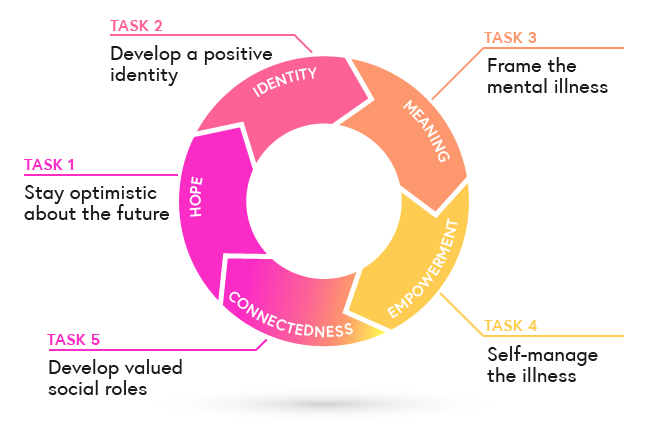 TASK 2
Develop a positive
identity
TASK 3
Frame the
mental illness
IDENTITY
MEANING
TASK 1
Stay optimistic
about the future
HOPE
EMPOWERMENT
CONNECTEDNESS
TASK 4
Self-manage
the illness
TASK 5
Develop valued
social roles